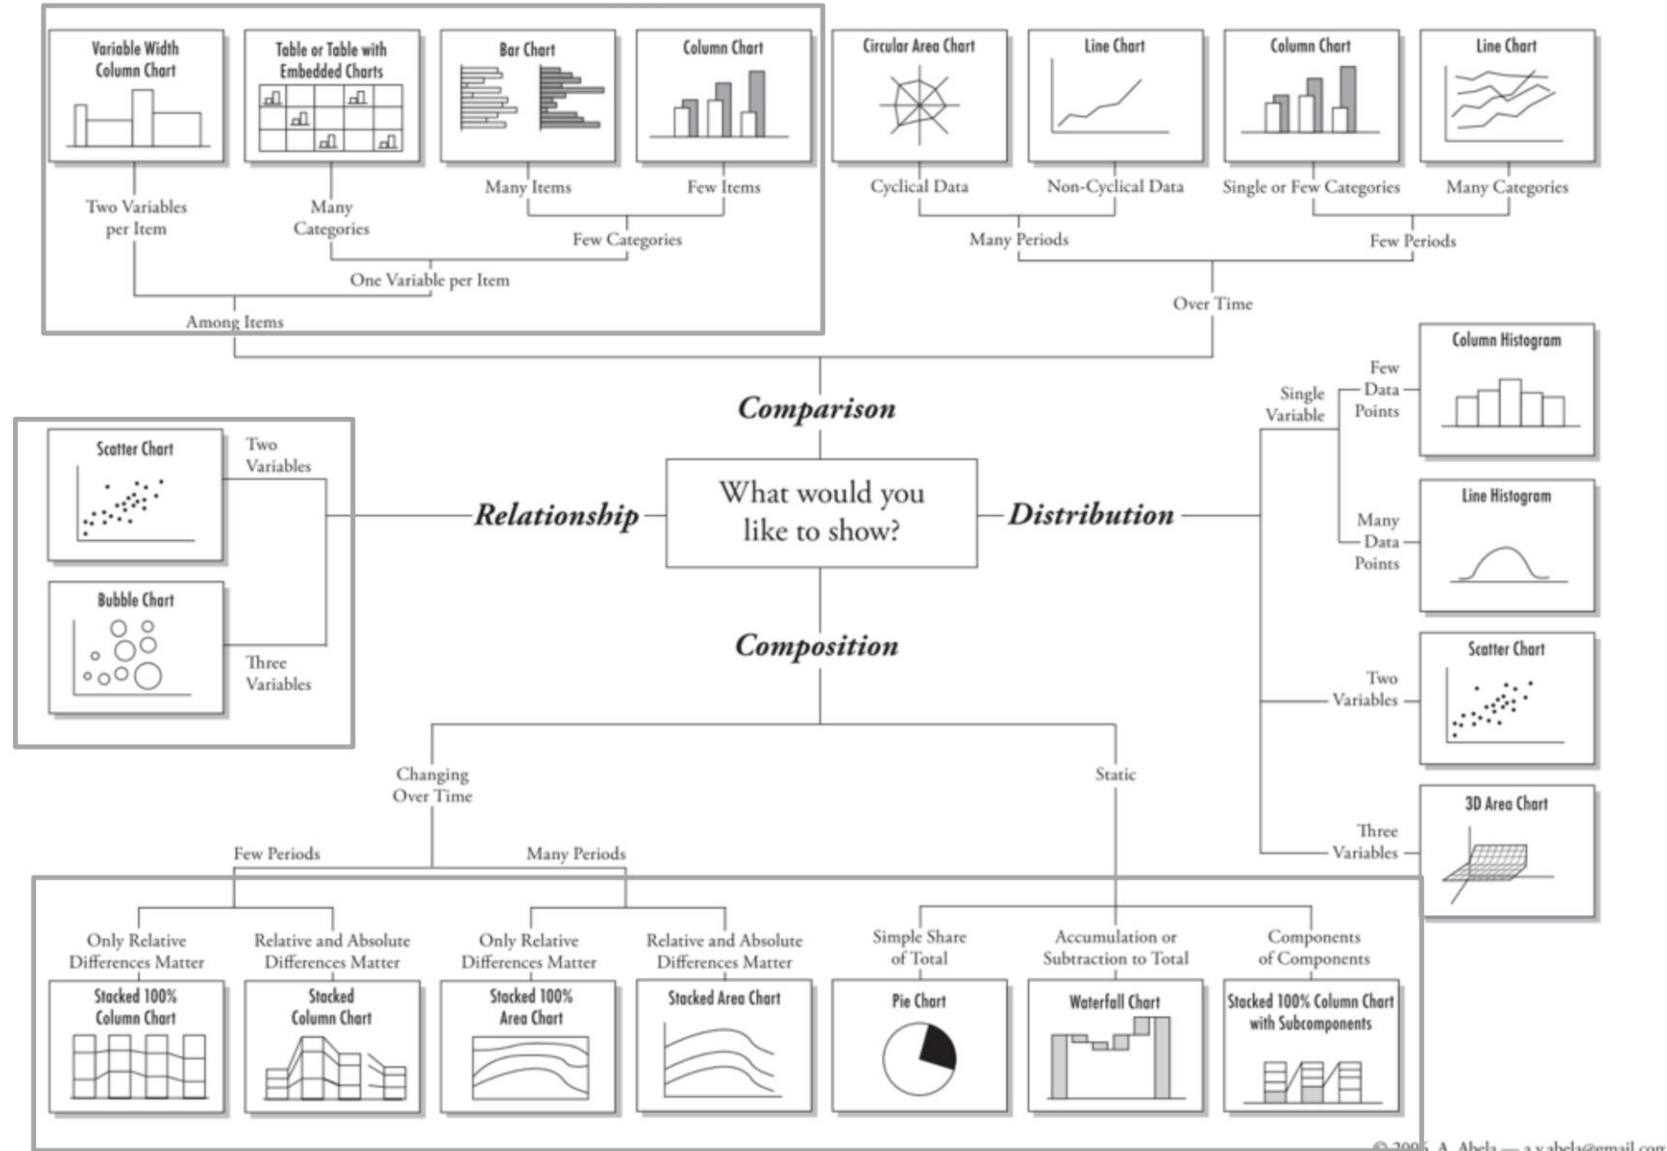 Variable Width
Column Chart
Table or Table with
Embedded Charts
Bar Chart
Column Chart
Circular Area Chart
Line Chart
Column Chart
Line Chart
Two Variables
per Item
Many
Categories
Many Items
Few Items
Cyclical Data
Non-Cyclical Data
Single or Few Categories
Many Categories
Few Categories
Many Periods
Few Periods
One Variable per Item
Among Items
Over Time
Comparison
What would you
like to show?
Relationship
Distribution
Composition
Scatter Chart
Two
Variables
Bubble Chart
Three
Variables
Single
Variable
Few
Data
Points
Column Histogram
Many
Data
Points
Line Histogram
Two
Variables
Scatter Chart
Three
Variables
3D Area Chart
Changing
Over Time
Static
Few Periods
Many Periods
Only Relative
Differences Matter
Relative and Absolute
Differences Matter
Only Relative
Differences Matter
Relative and Absolute
Differences Matter
Simple Share
of Total
Accumulation or
Subtraction to Total
Components
of Components
Stacked 100%
Column Chart
Stacked
Column Chart
Stacked 100%
Area Chart
Stacked Area Chart
Pie Chart
Waterfall Chart
Stacked 100% Column Chart
with Subcomponents
A. Abela — a.v.abela@gmail.com